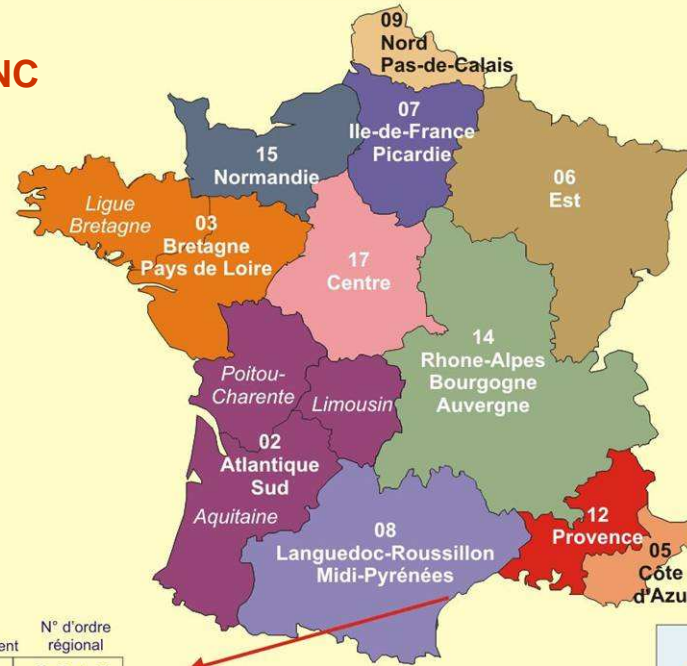 NC
09
Nord
Pas-de-Calais
07
Ile-de-France
Picardie
15
Normandie
06
Est
Ligue
Bretagne
03
Bretagne
Pays de Loire
17
Centre
14
Rhone-Alpes
Bourgogne
Auvergne
Poitou-
Charente
Limousin
02
Atlantique
Sud
Aquitaine
08
Languedoc-Roussillon
Midi-Pyrénées
12
Provence
05
Côte
d'Azu
N° d'ordre
ent régional